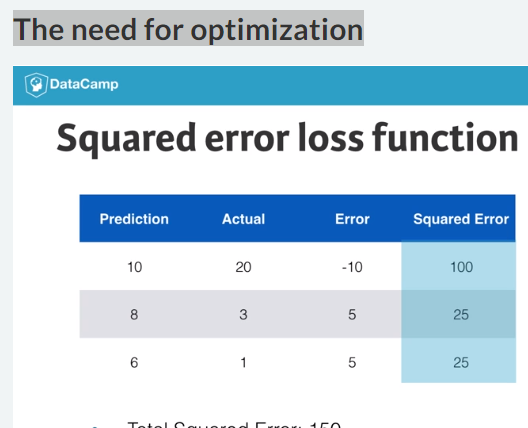 The need for optimization
DataCamp
Squared error loss function
Prediction Actual Error Squared Error
10 20 -10 100
8 3 5 25
6 1 5 25
Total Squared Error: 150